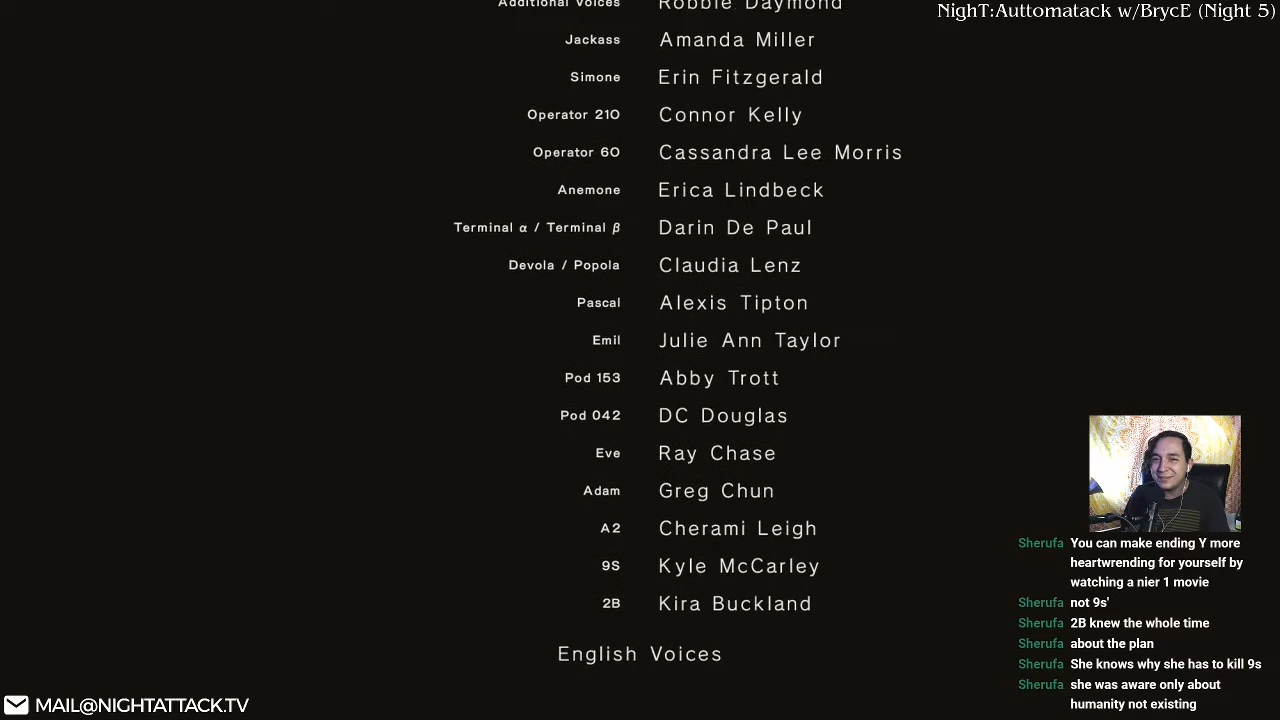 NighT:Auttomatack w/BrycE (Night 5)
Additional Voices Robbie Daymond
Jackass Amanda Miller
Simone Erin Fitzgerald
Operator 21O Connor Kelly
Operator 6O Cassandra Lee Morris
Anemone Erica Lindbeck
Terminal α / Terminal β Darin De Paul
Devola / Popola Claudia Lenz
Pascal Alexis Tipton
Emil Julie Ann Taylor
Pod 153 Abby Trott
Pod 042 DC Douglas
Eve Ray Chase
Adam Greg Chun
A2 Cherami Leigh
9S Kyle McCarley
2B Kira Buckland
English Voices
Sherufa You can make ending Y more
heartwrending for yourself by
watching a nier 1 movie
Sherufa not 9s'
Sherufa 2B knew the whole time
Sherufa about the plan
Sherufa She knows why she has to kill 9s
Sherufa she was aware only about
humanity not existing
MAIL@NIGHTATTACK.TV